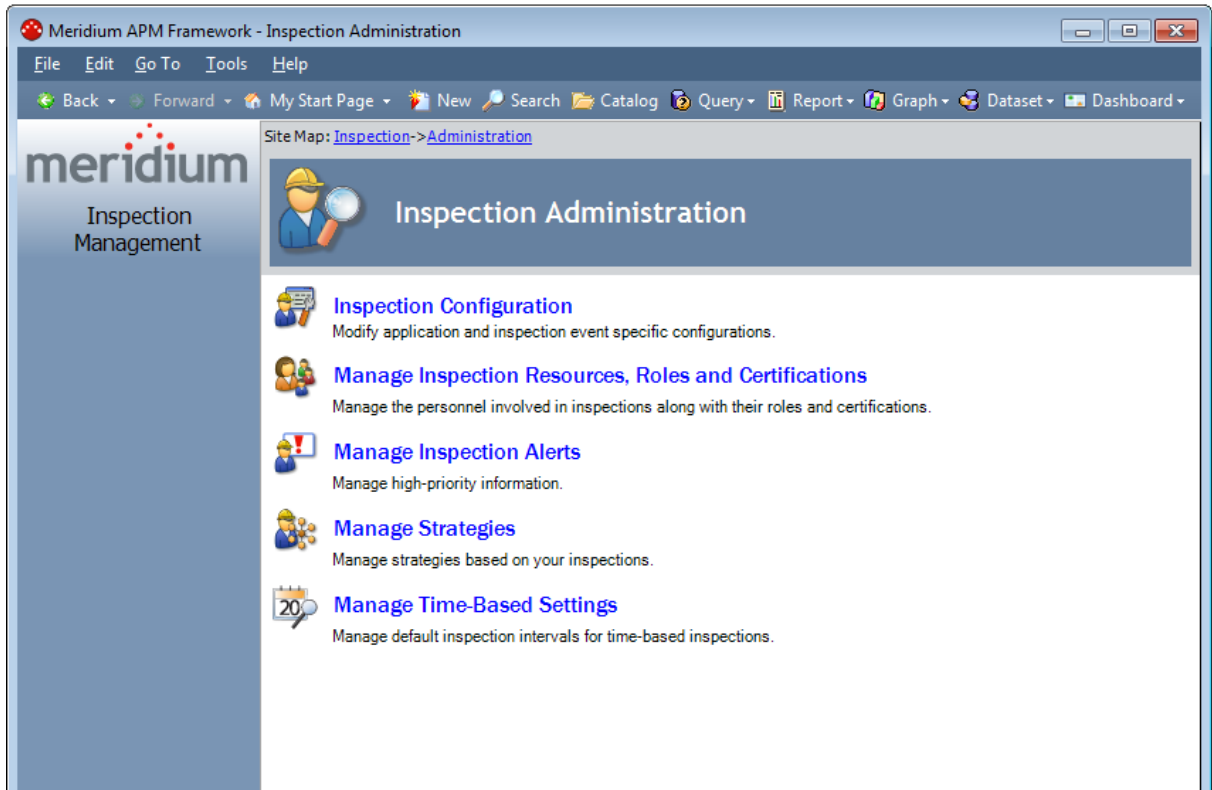 Meridium APM Framework - Inspection Administration
File Edit Go To Tools Help
Back Forward My Start Page New Search Catalog Query Report Graph Dataset Dashboard
meridium
Inspection
Management
Site Map: Inspection->Administration
Inspection Administration
Inspection Configuration
Modify application and inspection event specific configurations.
Manage Inspection Resources, Roles and Certifications
Manage the personnel involved in inspections along with their roles and certifications.
Manage Inspection Alerts
Manage high-priority information.
Manage Strategies
Manage strategies based on your inspections.
20
Manage Time-Based Settings
Manage default inspection intervals for time-based inspections.